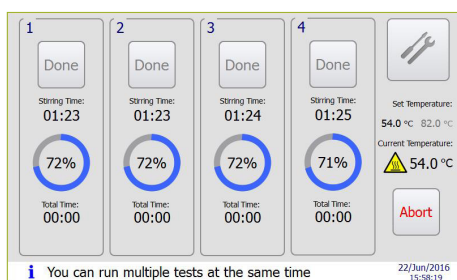 1
Done
Stirring Time:
01:23
72%
Total Time:
00:00
2
Done
Stirring Time:
01:23
72%
Total Time:
00:00
3
Done
Stirring Time:
01:24
72%
Total Time:
00:00
4
Done
Stirring Time:
01:25
71%
Total Time:
00:00
Set Temperature:
54.0 °C 82.0 °C
Current Temperature:
54.0 °C
Abort
i You can run multiple tests at the same time
22/Jun/2016
15:58:19